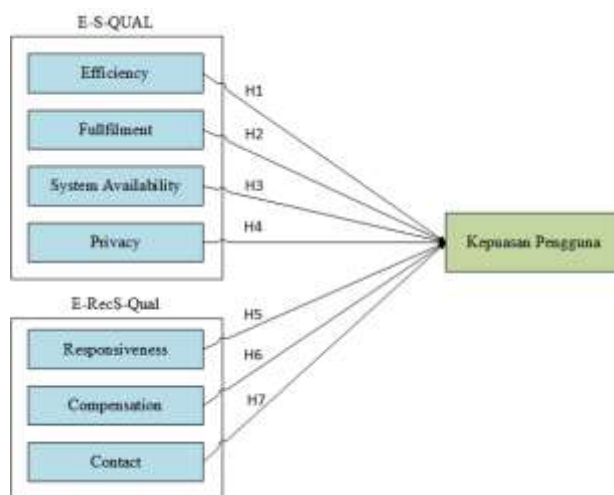 E-S-QUAL
Efficiency
H1
Fullfilment
H2
System Availability
H3
Privacy
H4
Kepuasan Pengguna
E-RecS-Qual
Responsiveness
H5
Compensation
H6
Contact
H7